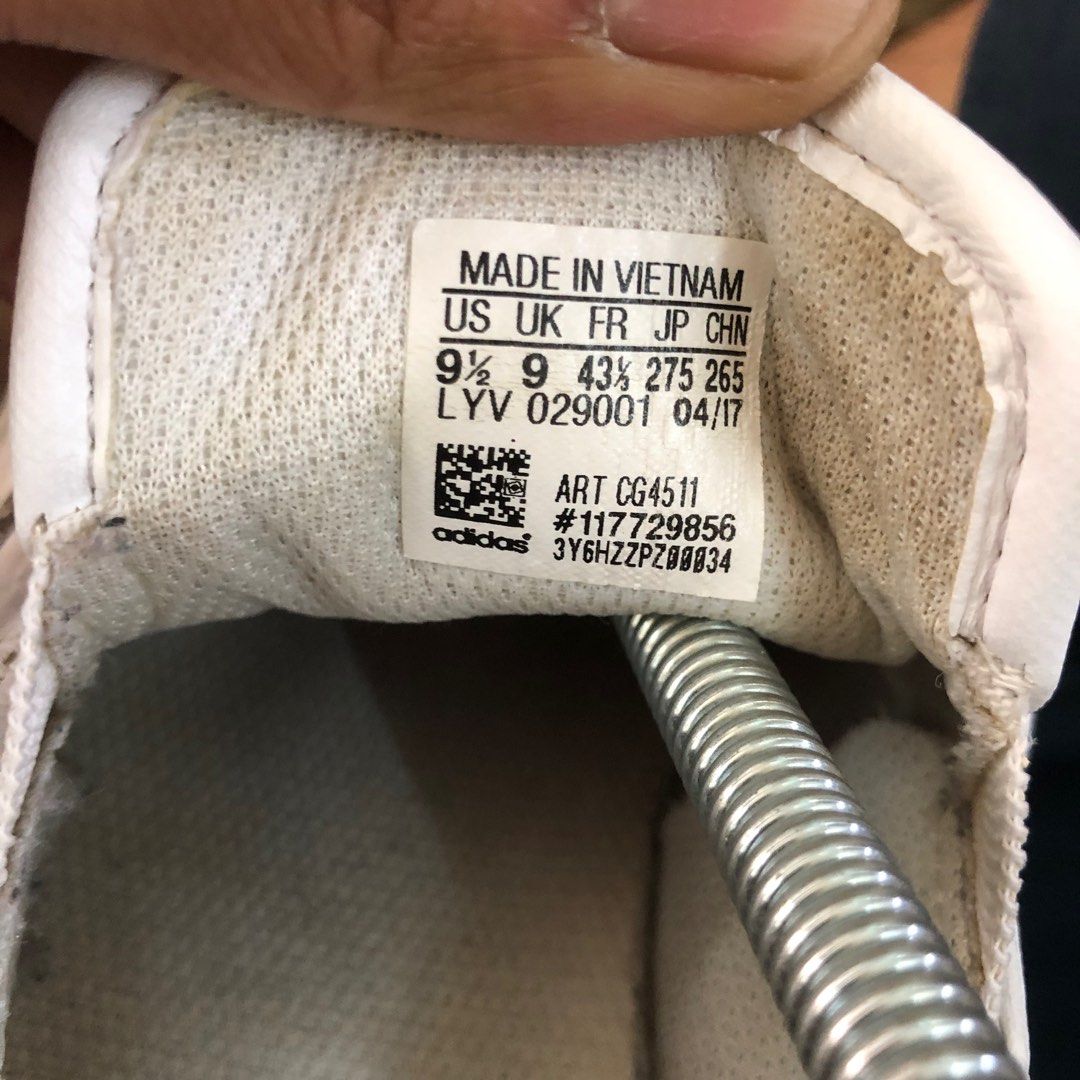 MADE IN VIETNAM
US UK FR JP CHN
9½ 9 43⅓ 275 265
LYV 029001 04/17
ART CG4511
#117729856
adidas
3Y6HZZPZ00034